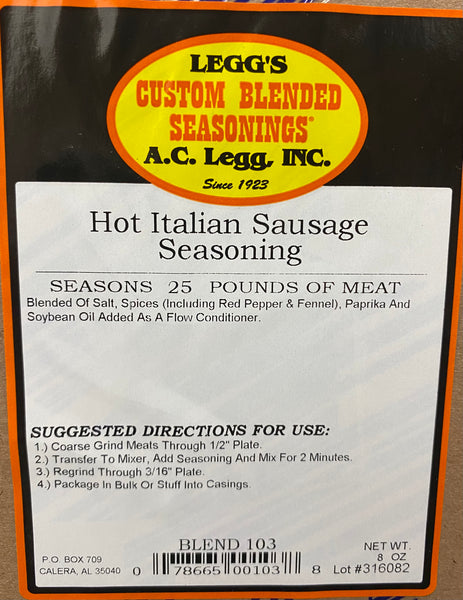 LEGG'S
CUSTOM BLENDED
SEASONINGS®
A.C. Legg, INC.
Since 1923
Hot Italian Sausage
Seasoning
SEASONS 25 POUNDS OF MEAT
Blended Of Salt, Spices (Including Red Pepper & Fennel), Paprika And
Soybean Oil Added As A Flow Conditioner.
SUGGESTED DIRECTIONS FOR USE:
1.) Coarse Grind Meats Through 1/2" Plate.
2.) Transfer To Mixer, Add Seasoning And Mix For 2 Minutes.
3.) Regrind Through 3/16" Plate.
4.) Package In Bulk Or Stuff Into Casings.
BLEND 103
P.O. BOX 709
CALERA, AL 35040
0 78665 00103 8
NET WT.
8 OZ
Lot #316082